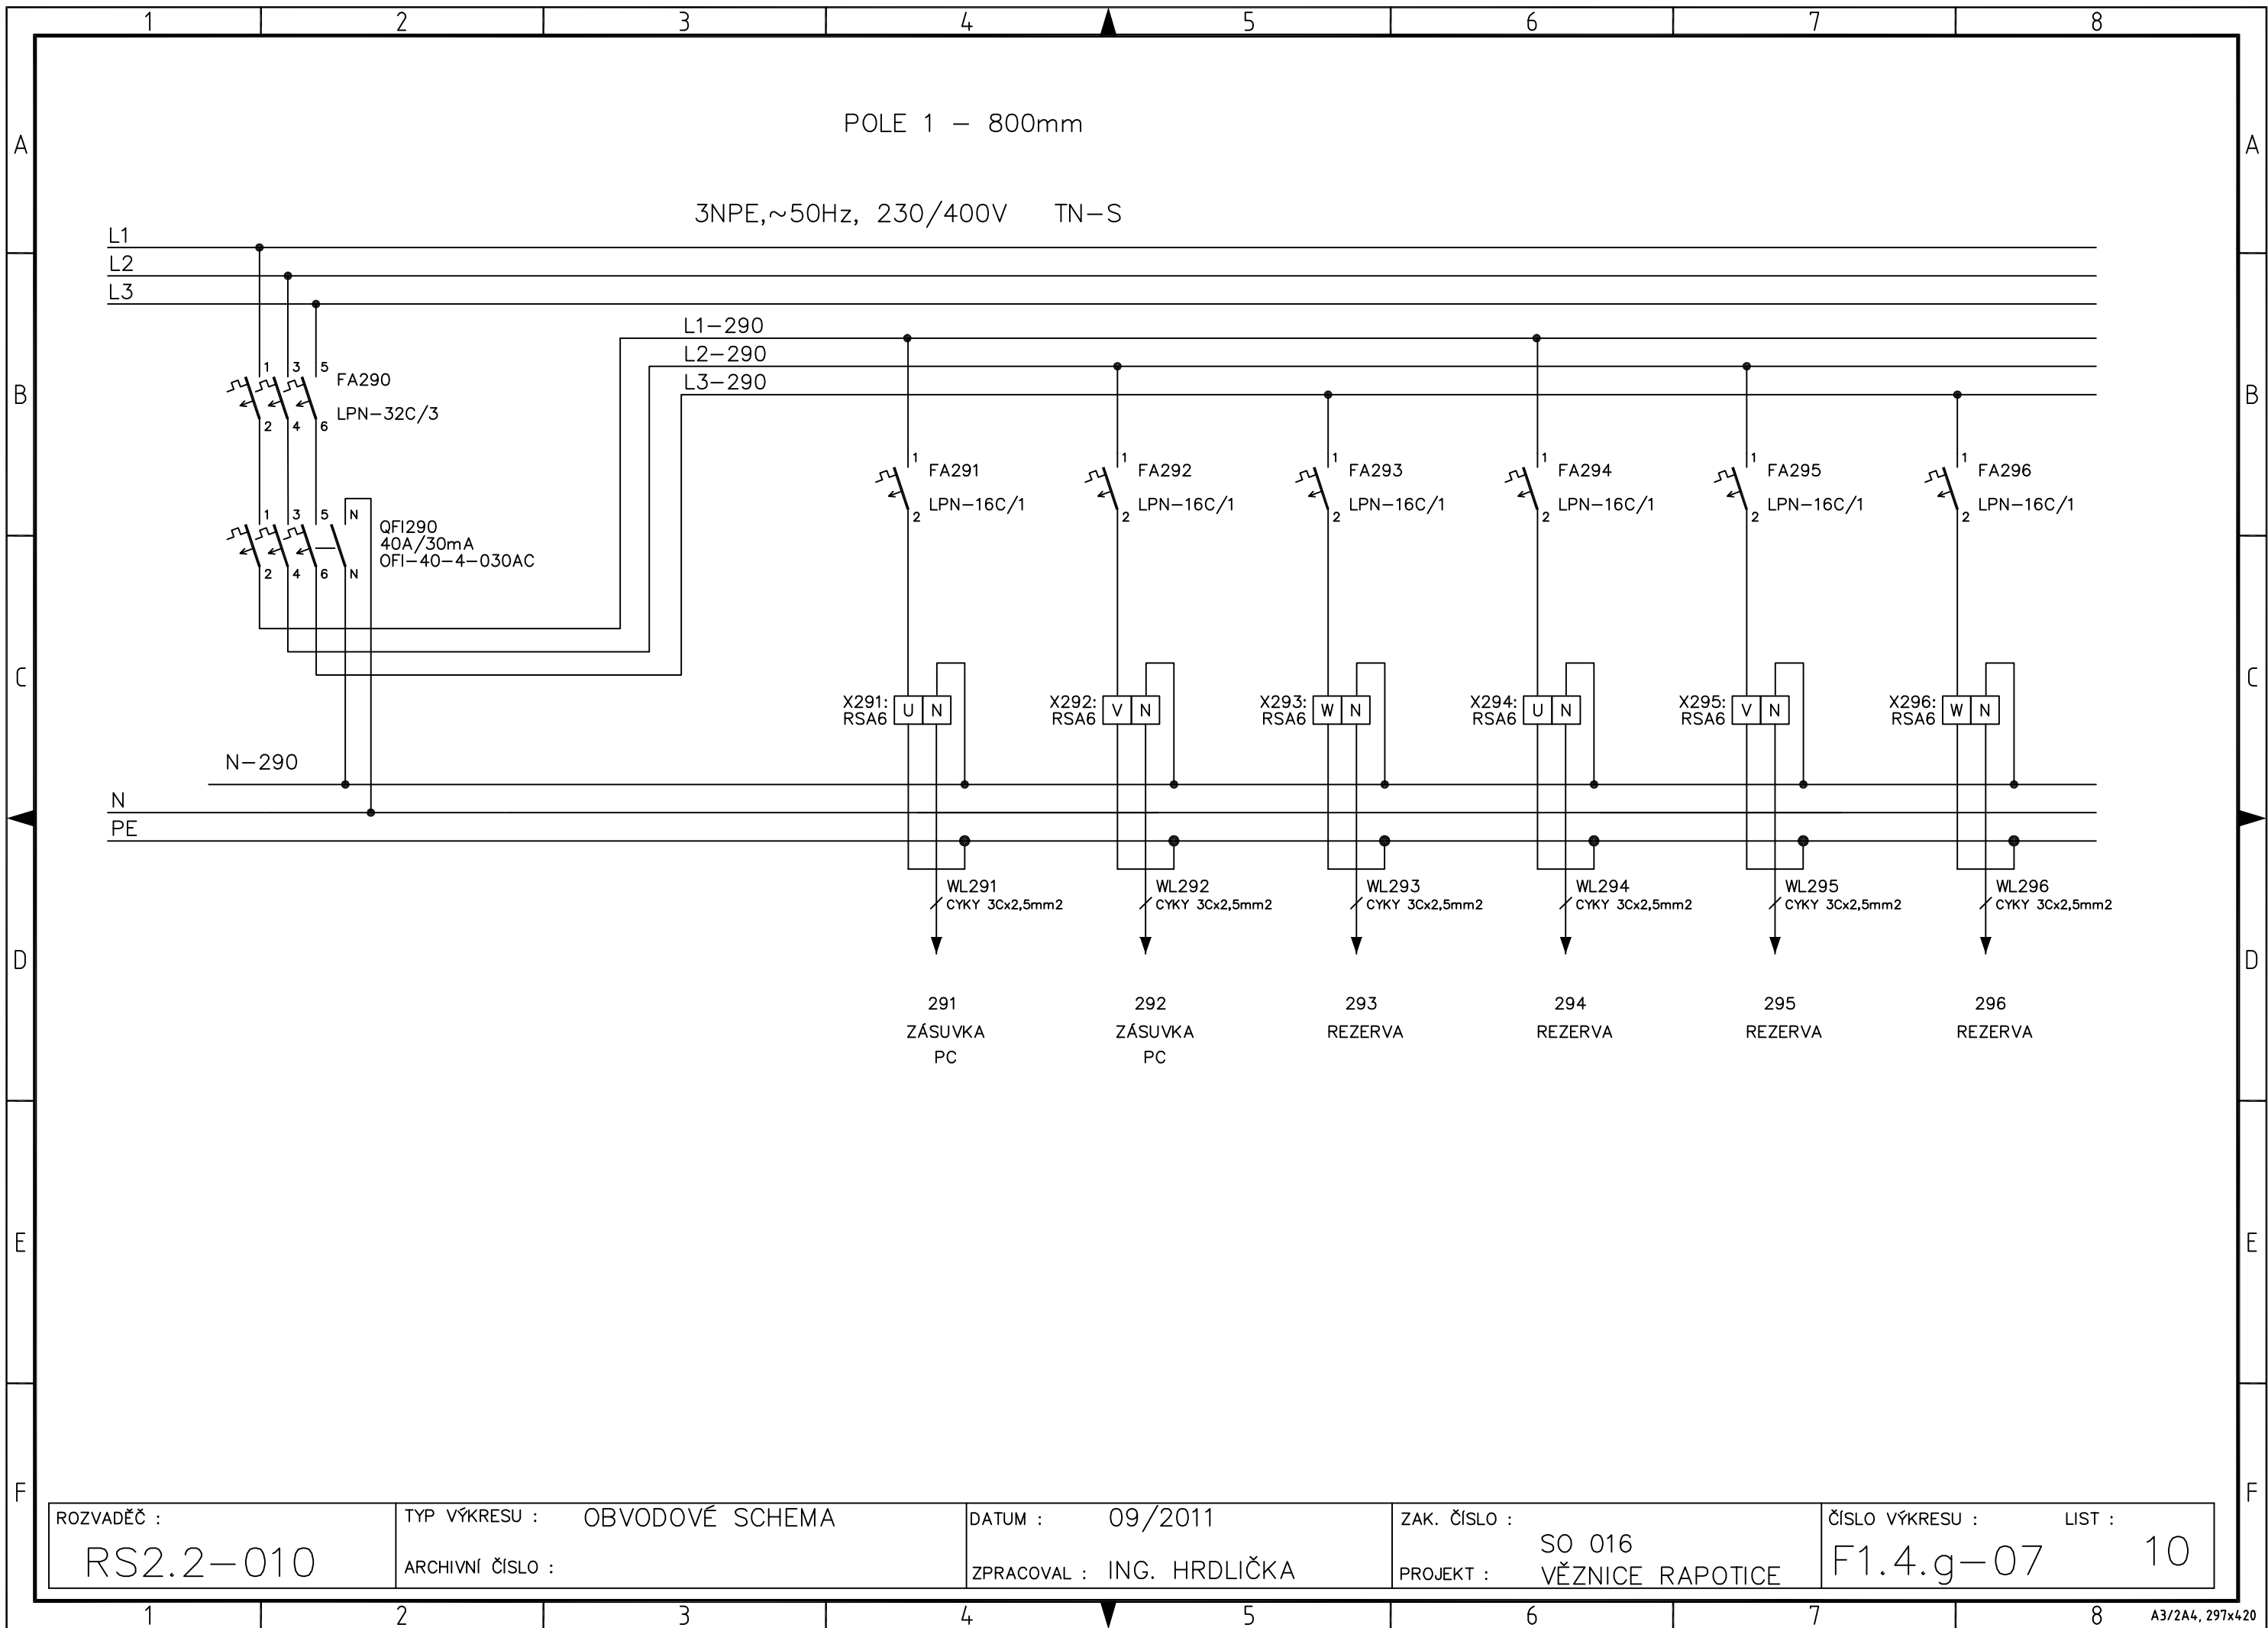 1 2 3 4 5 6 7 8
A A
B B
C C
D D
E E
F F
POLE 1 – 800mm
3NPE,~50Hz, 230/400V TN–S
L1
L2
L3
L1–290
L2–290
L3–290
1 3 5
FA290
LPN–32C/3
2 4 6
1 3 5 N
QFI290
40A/30mA
OFI–40–4–030AC
2 4 6 N
1 FA291
LPN–16C/1
2
1 FA292
LPN–16C/1
2
1 FA293
LPN–16C/1
2
1 FA294
LPN–16C/1
2
1 FA295
LPN–16C/1
2
1 FA296
LPN–16C/1
2
X291:
RSA6 U N
X292:
RSA6 V N
X293:
RSA6 W N
X294:
RSA6 U N
X295:
RSA6 V N
X296:
RSA6 W N
N–290
N
PE
WL291
CYKY 3Cx2,5mm2
WL292
CYKY 3Cx2,5mm2
WL293
CYKY 3Cx2,5mm2
WL294
CYKY 3Cx2,5mm2
WL295
CYKY 3Cx2,5mm2
WL296
CYKY 3Cx2,5mm2
291
ZÁSUVKA
PC
292
ZÁSUVKA
PC
293
REZERVA
294
REZERVA
295
REZERVA
296
REZERVA
ROZVADĚČ :
RS2.2–010
TYP VÝKRESU : OBVODOVÉ SCHEMA
ARCHIVNÍ ČÍSLO :
DATUM : 09/2011
ZPRACOVAL : ING. HRDLIČKA
ZAK. ČÍSLO :
SO 016
PROJEKT : VĚZNICE RAPOTICE
ČÍSLO VÝKRESU :
F1.4.g–07
LIST :
10
1 2 3 4 5 6 7 8
A3/2A4, 297x420